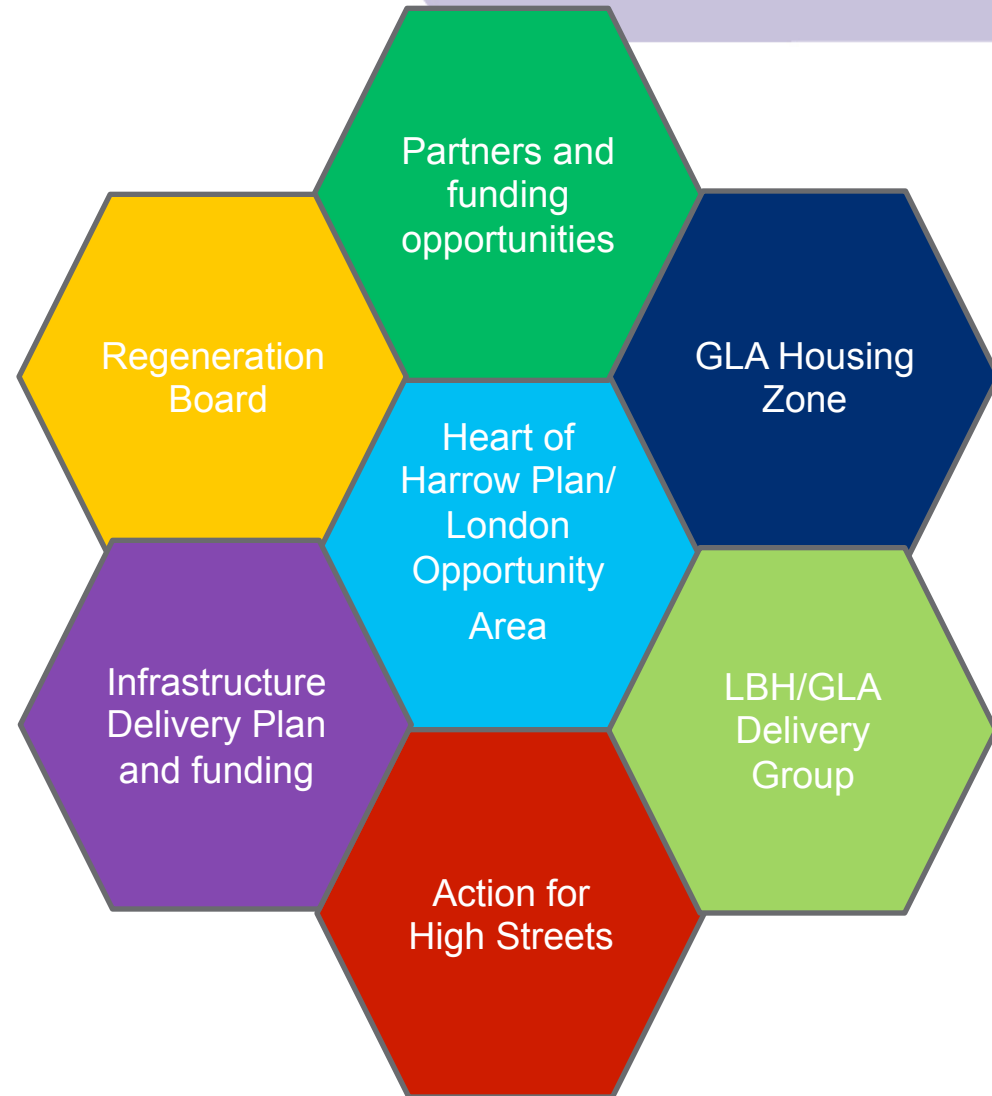 Partners and
funding
opportunities
Regeneration
Board
GLA Housing
Zone
Heart of
Harrow Plan/
London
Opportunity
Area
Infrastructure
Delivery Plan
and funding
LBH/GLA
Delivery
Group
Action for
High Streets